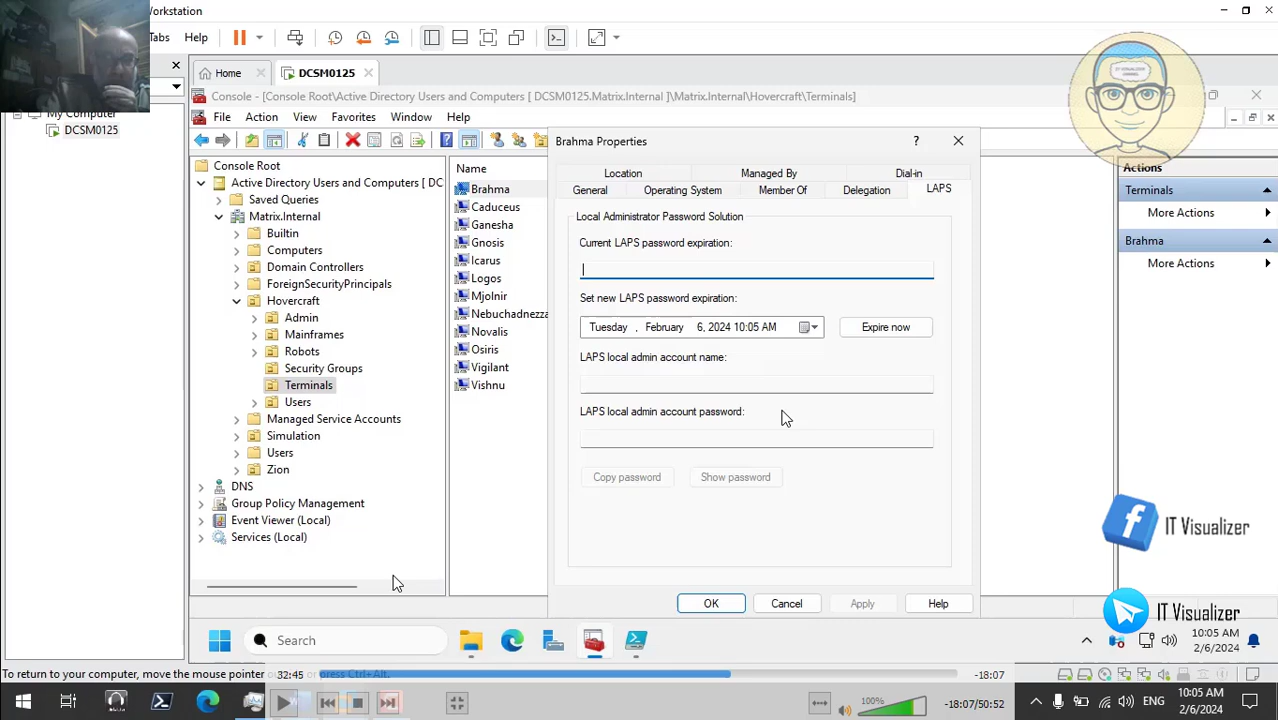 Workstation
Tabs Help
My Computer
DCSM0125
Home DCSM0125
Console - [Console Root\Active Directory Users and Computers [ DCSM0125.Matrix.Internal ]\Matrix.Internal\Hovercraft\Terminals]
File Action View Favorites Window Help
IT VISUALIZER
Console Root
Active Directory Users and Computers [ DC
Saved Queries
Matrix.Internal
Builtin
Computers
Domain Controllers
ForeignSecurityPrincipals
Hovercraft
Admin
Mainframes
Robots
Security Groups
Terminals
Users
Managed Service Accounts
Simulation
Users
Zion
DNS
Group Policy Management
Event Viewer (Local)
Services (Local)
Name
Brahma
Caduceus
Ganesha
Gnosis
Icarus
Logos
Mjolnir
Nebuchadnezza
Novalis
Osiris
Vigilant
Vishnu
Brahma Properties
Location Managed By Dial-in
General Operating System Member Of Delegation LAPS
Local Administrator Password Solution
Current LAPS password expiration:
Set new LAPS password expiration:
Tuesday , February 6, 2024 10:05 AM
Expire now
LAPS local admin account name:
LAPS local admin account password:
Copy password Show password
OK Cancel Apply Help
Actions
Terminals
More Actions
Brahma
More Actions
IT Visualizer
IT Visualizer
Search
10:05 AM
2/6/2024
To return to your computer, move the mouse pointer or press Ctrl+Alt.
32:45
-18:07
100%
-18:07/50:52
ENG
10:05 AM
2/6/2024